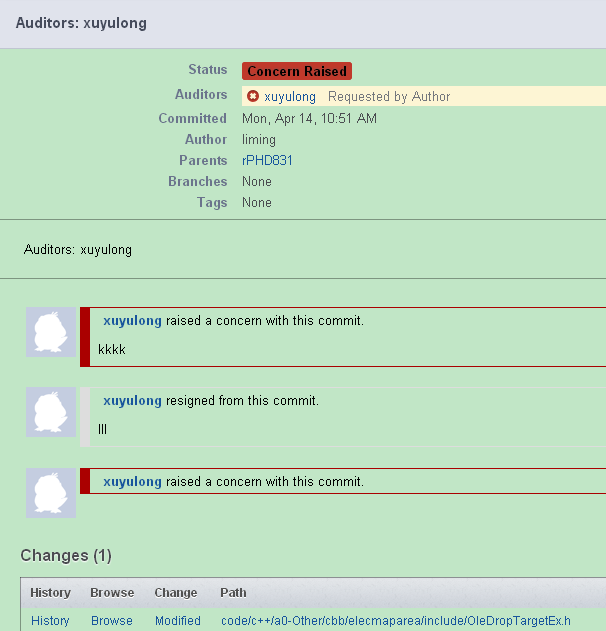 Auditors: xuyulong
Status Concern Raised
Auditors xuyulong Requested by Author
Committed Mon, Apr 14, 10:51 AM
Author liming
Parents rPHD831
Branches None
Tags None
Auditors: xuyulong
xuyulong raised a concern with this commit.
kkkk
xuyulong resigned from this commit.
lll
xuyulong raised a concern with this commit.
Changes (1)
History Browse Change Path
History Browse Modified code/c++/a0-Other/cbb/elecmaparea/include/OleDropTargetEx.h